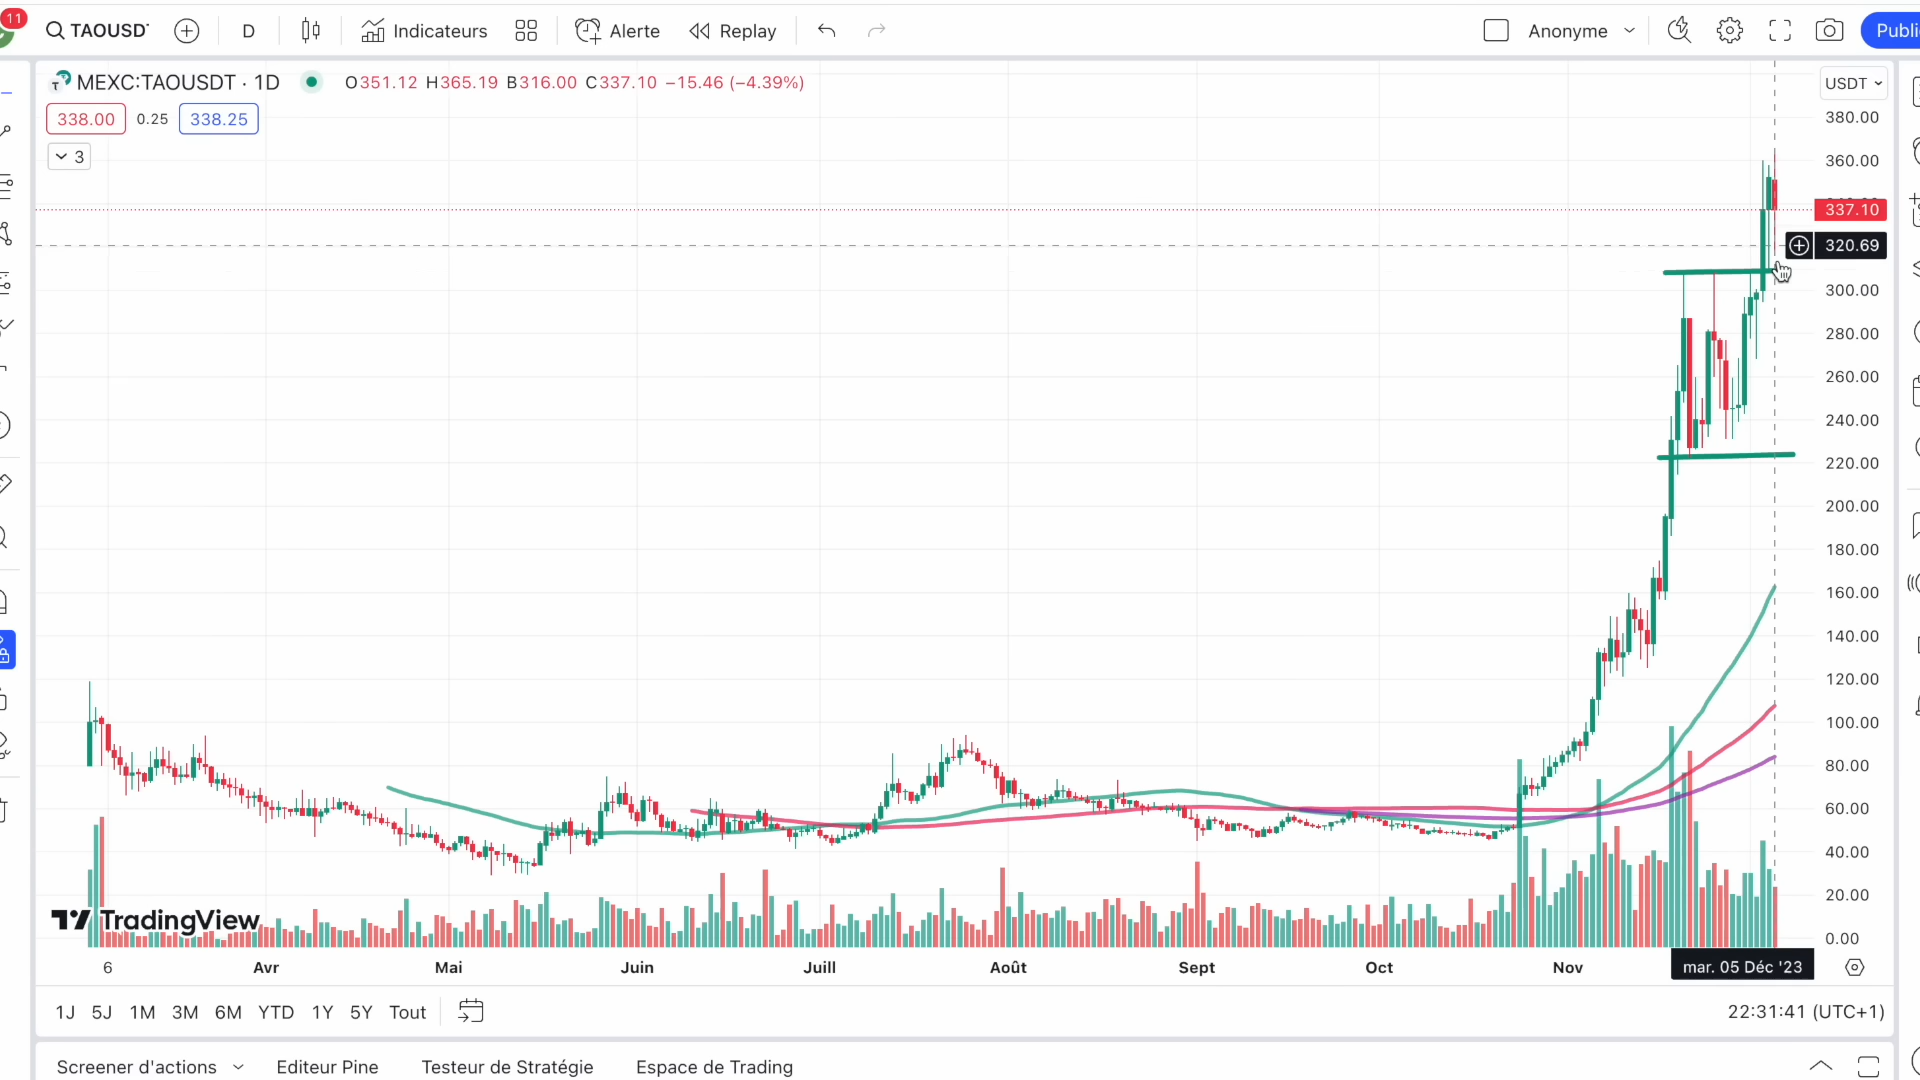 11
TAOUSD
D
Indicateurs
Alerte
Replay
Anonyme
Publi
MEXC:TAOUSDT · 1D
O351.12 H365.19 B316.00 C337.10 −15.46 (−4.39%)
USDT
338.00 0.25 338.25
3
380.00
360.00
337.10
320.69
300.00
280.00
260.00
240.00
220.00
200.00
180.00
160.00
140.00
120.00
100.00
80.00
60.00
40.00
20.00
0.00
TradingView
6 Avr Mai Juin Juill Août Sept Oct Nov mar. 05 Déc '23
1J 5J 1M 3M 6M YTD 1Y 5Y Tout
22:31:41 (UTC+1)
Screener d'actions Editeur Pine Testeur de Stratégie Espace de Trading